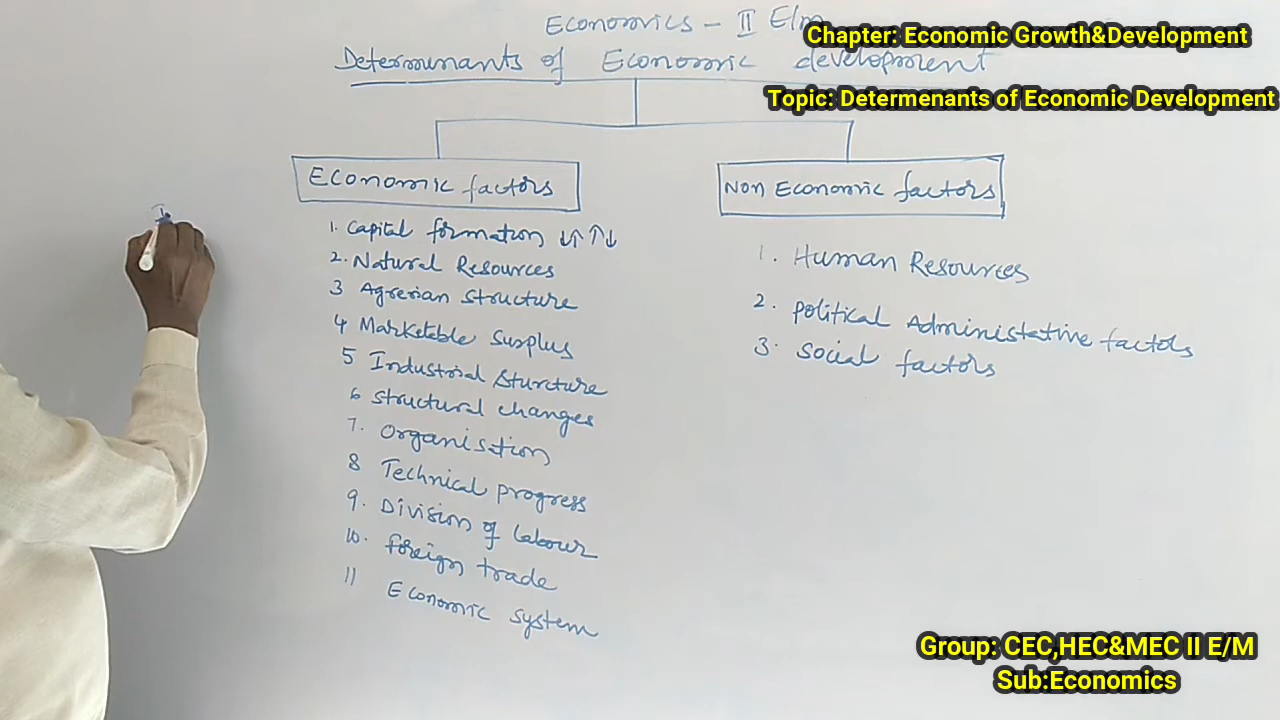 Economics - II E/m
Chapter: Economic Growth&Development
Determinants of Economic development
Topic: Determenants of Economic Development
Economic factors
1. Capital formation ↓↑ ↑↓
2. Natural Resources
3 Agrerian structure
4 Marketable Surplus
5 Industrial Sturcture
6 structural changes
7. Organisation
8 Technical progress
9. Division of labour
10. foreign trade
11 Economic system
Non Economic factors
1. Human Resources
2. political Administative factors
3. social factors
Group: CEC,HEC&MEC II E/M
Sub:Economics